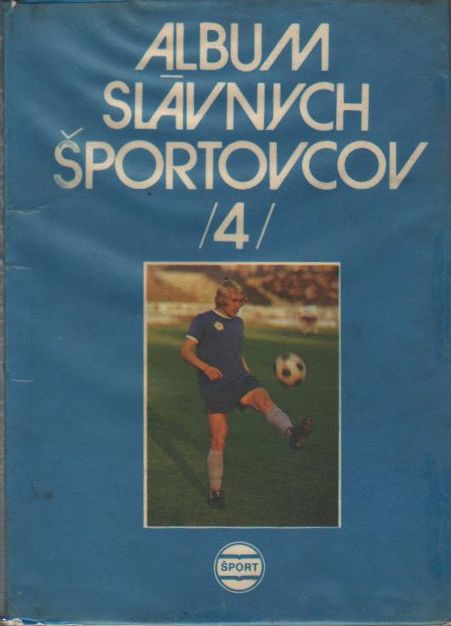 ALBUM
SLÁVNYCH
ŠPORTOVCOV
/4/
ŠPORT